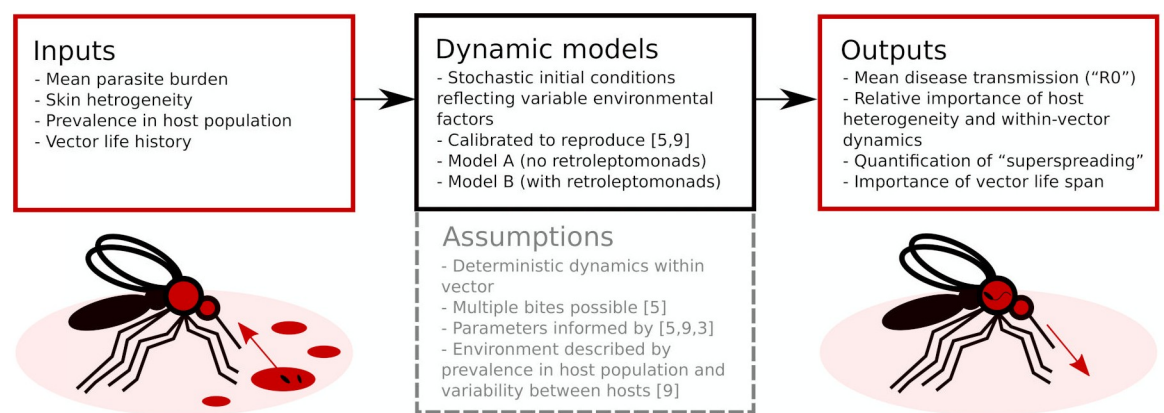 Inputs
- Mean parasite burden
- Skin hetrogeneity
- Prevalence in host population
- Vector life history
Dynamic models
- Stochastic initial conditions
reflecting variable environmental
factors
- Calibrated to reproduce [5,9]
- Model A (no retroleptomonads)
- Model B (with retroleptomonads)
Assumptions
- Deterministic dynamics within
vector
- Multiple bites possible [5]
- Parameters informed by [5,9,3]
- Environment described by
prevalence in host population and
variability between hosts [9]
Outputs
- Mean disease transmission (“R0”)
- Relative importance of host
heterogeneity and within-vector
dynamics
- Quantification of “superspreading”
- Importance of vector life span